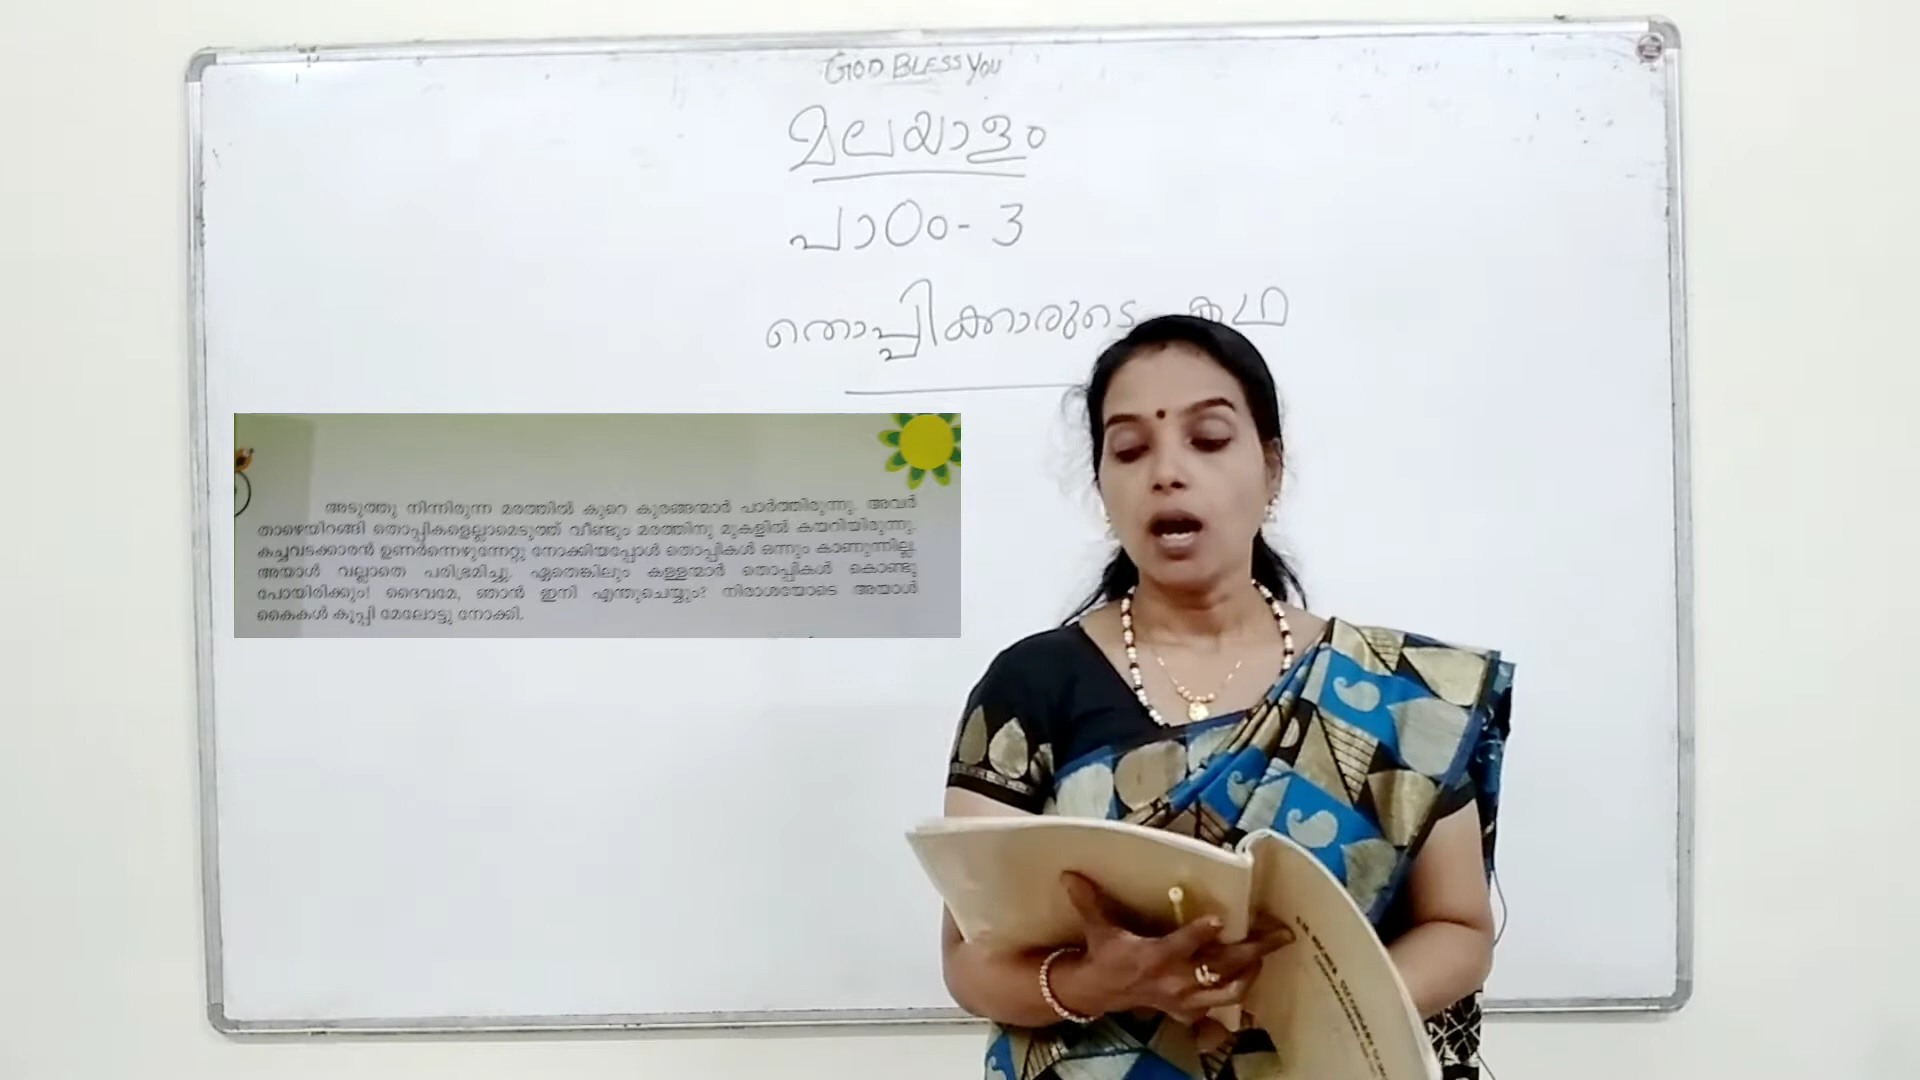 GOD BLESS YOU
മലയാളം
പാഠം- 3
തൊപ്പിക്കാരുടെ കഥ
അടുത്തു നിന്നിരുന്ന മരത്തിൽ കുറെ കുരങ്ങന്മാർ പാർത്തിരുന്നു. അവർ
താഴെയിറങ്ങി തൊപ്പികളെല്ലാമെടുത്ത് വീണ്ടും മരത്തിനു മുകളിൽ കയറിയിരുന്നു.
കച്ചവടക്കാരൻ ഉണർന്നെഴുന്നേറ്റു നോക്കിയപ്പോൾ തൊപ്പികൾ ഒന്നും കാണുന്നില്ല.
അയാൾ വല്ലാതെ പരിഭ്രമിച്ചു. ഏതെങ്കിലും കള്ളന്മാർ തൊപ്പികൾ കൊണ്ടു
പോയിരിക്കും! ദൈവമേ, ഞാൻ ഇനി എന്തുചെയ്യും? നിരാശയോടെ അയാൾ
കൈകൾ കൂപ്പി മേലോട്ടു നോക്കി.